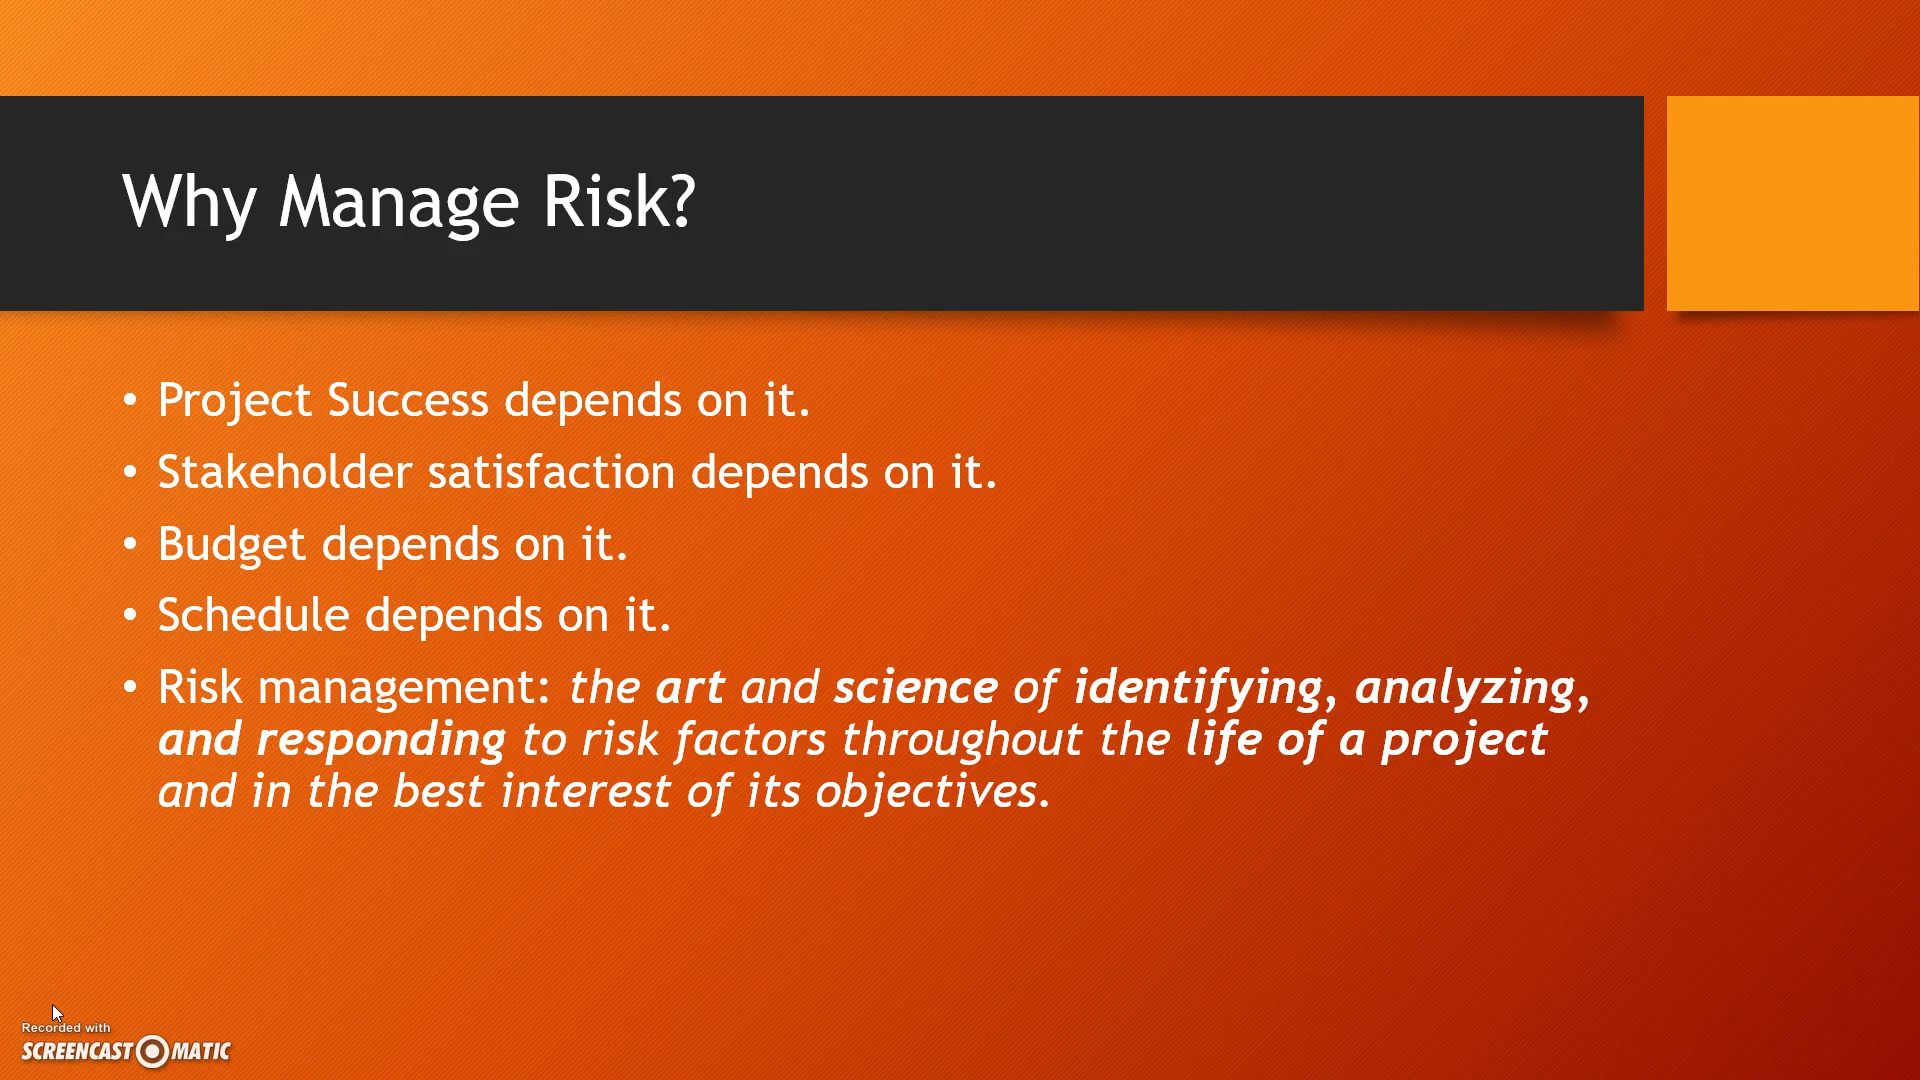 Why Manage Risk?
• Project Success depends on it.
• Stakeholder satisfaction depends on it.
• Budget depends on it.
• Schedule depends on it.
• Risk management: the art and science of identifying, analyzing,
and responding to risk factors throughout the life of a project
and in the best interest of its objectives.
Recorded with
SCREENCAST MATIC